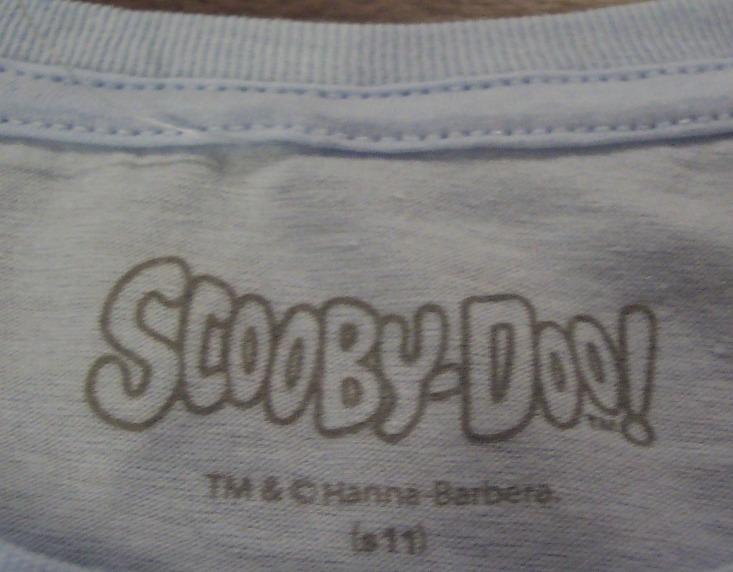 SCOOBY-DOO!™
TM & © Hanna-Barbera.
(s11)